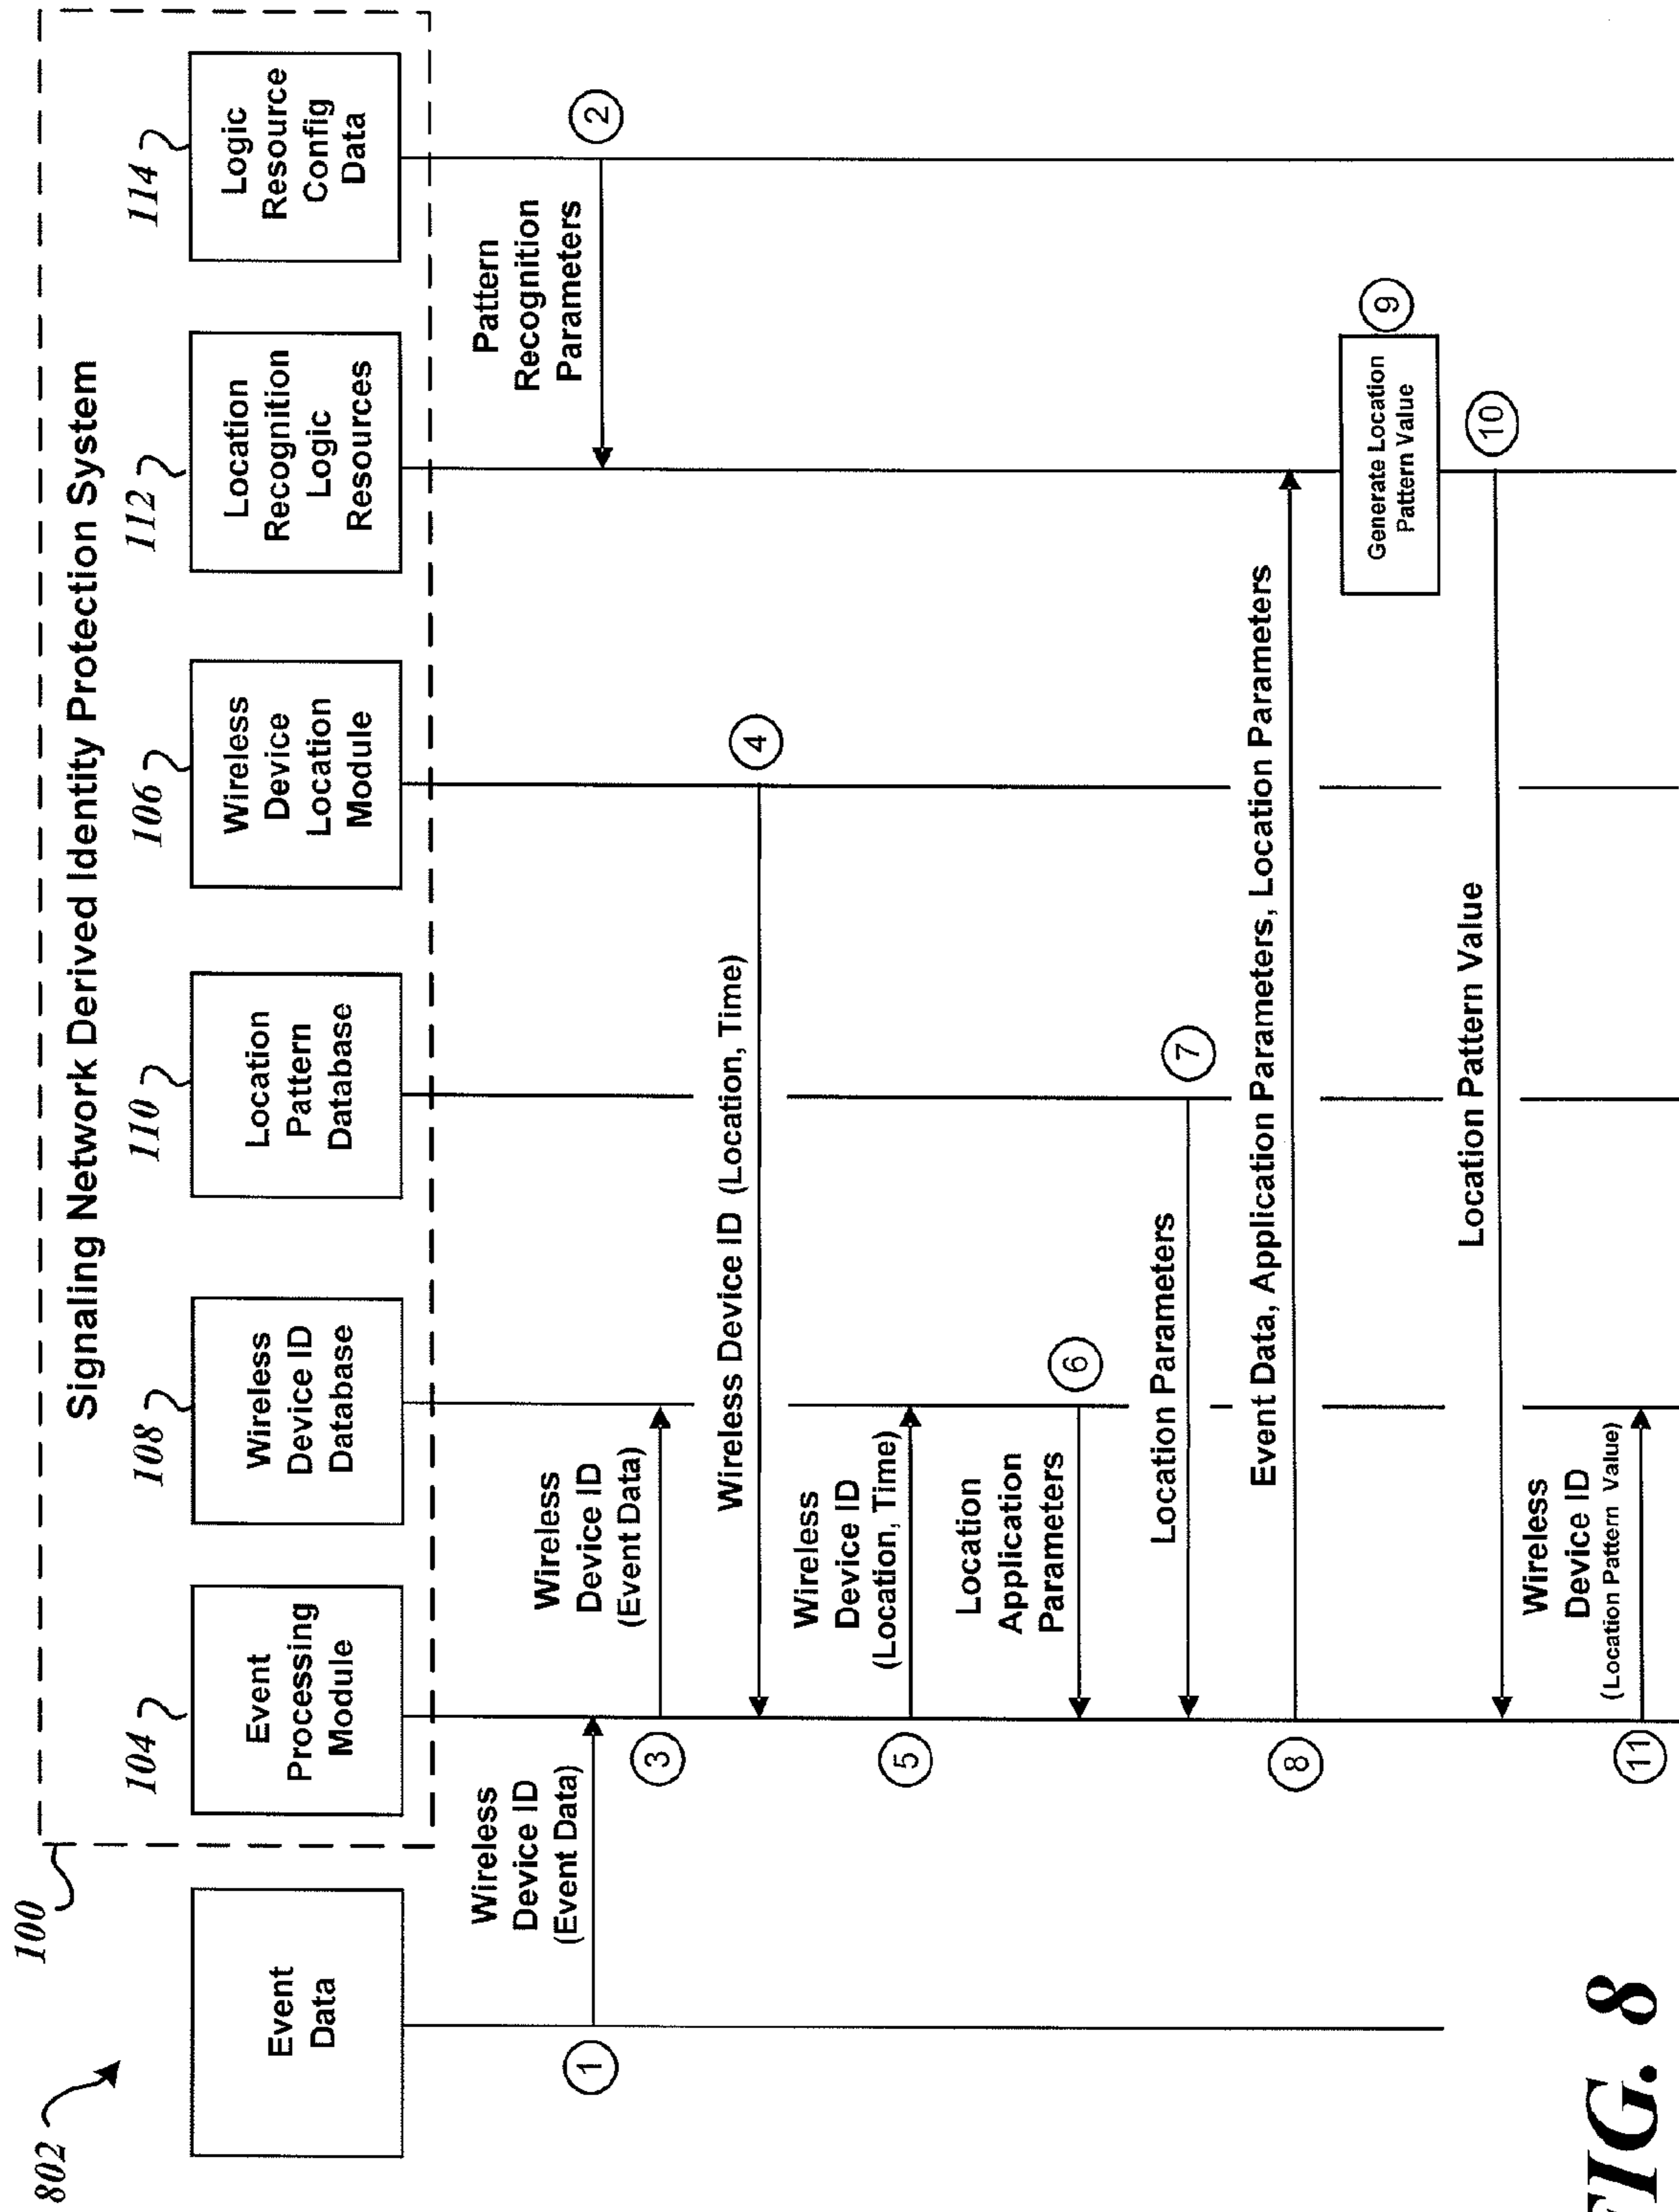 802
100
Signaling Network Derived Identity Protection System
104
108
110
106
112
114
Event
Data
Event
Processing
Module
Wireless
Device ID
Database
Location
Pattern
Database
Wireless
Device
Location
Module
Location
Recognition
Logic
Resources
Logic
Resource
Config
Data
Wireless
Device ID
(Event Data)
1
Pattern
Recognition
Parameters
2
Wireless
Device ID
(Event Data)
3
Wireless Device ID (Location, Time)
4
Wireless
Device ID
(Location, Time)
5
Location
Application
Parameters
6
Location Parameters
7
Event Data, Application Parameters, Location Parameters
8
Generate Location
Pattern Value
9
Location Pattern Value
10
Wireless
Device ID
(Location Pattern Value)
11
FIG. 8